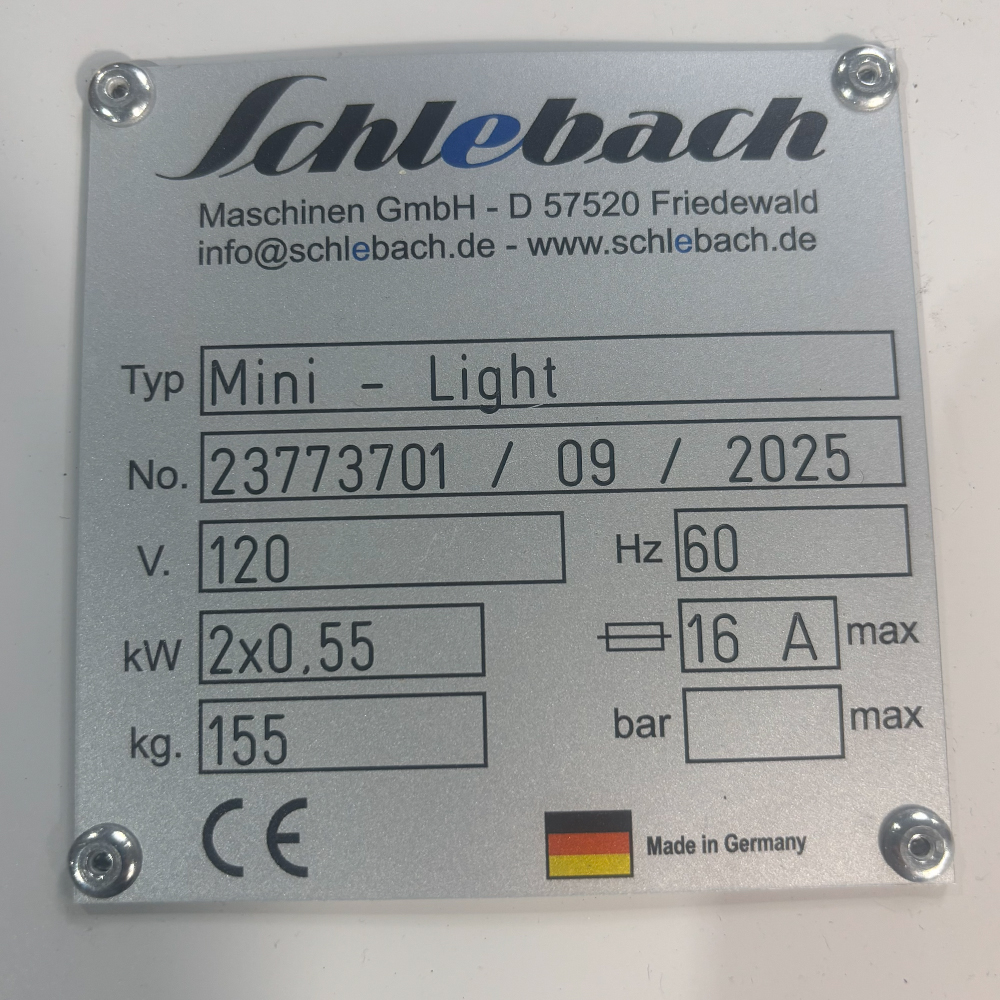 Schlebach
Maschinen GmbH - D 57520 Friedewald
info@schlebach.de - www.schlebach.de
Typ Mini - Light
No. 23773701 / 09 / 2025
V. 120 Hz 60
kW 2x0,55 16 A max
kg. 155 bar max
CE Made in Germany